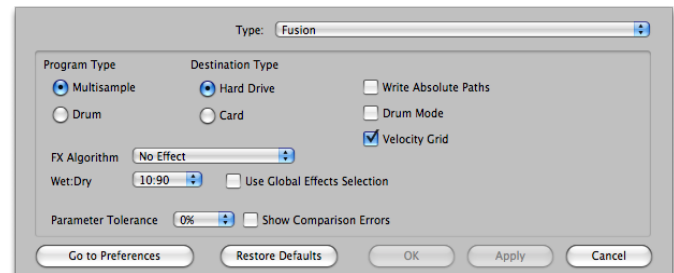 Type: Fusion
Program Type Destination Type
Multisample Hard Drive Write Absolute Paths
Drum Card Drum Mode
Velocity Grid
FX Algorithm No Effect
Wet:Dry 10:90 Use Global Effects Selection
Parameter Tolerance 0% Show Comparison Errors
Go to Preferences Restore Defaults OK Apply Cancel